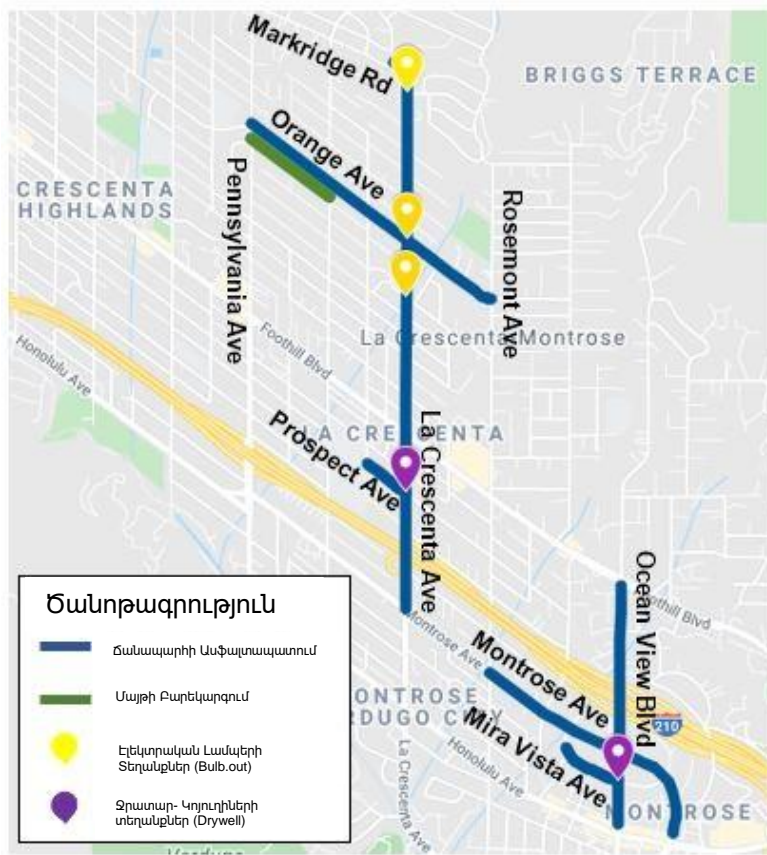 Markridge Rd
BRIGGS TERRACE
Orange Ave
CRESCENTA
HIGHLANDS
Pennsylvania Ave
Rosemont Ave
La Crescenta Montrose
Foothill Blvd
Honolulu Ave
LA CRESCENTA
Prospect Ave
La Crescenta Ave
Ocean View Blvd
othill Blvd
Montrose Ave
Montrose Ave
210
ONTROSE
RDUGO CITY
Mira Vista Ave
Honolulu Ave
La Crescenta Ave
MONTROSE
Ծանոթագրություն
Ճանապարհի Ասֆալտապատում
Մայթի Բարեկարգում
Էլեկտրական Լամպերի
Տեղանքներ (Bulb.out)
Ջրատար- Կոյուղիների
տեղանքներ (Drywell)